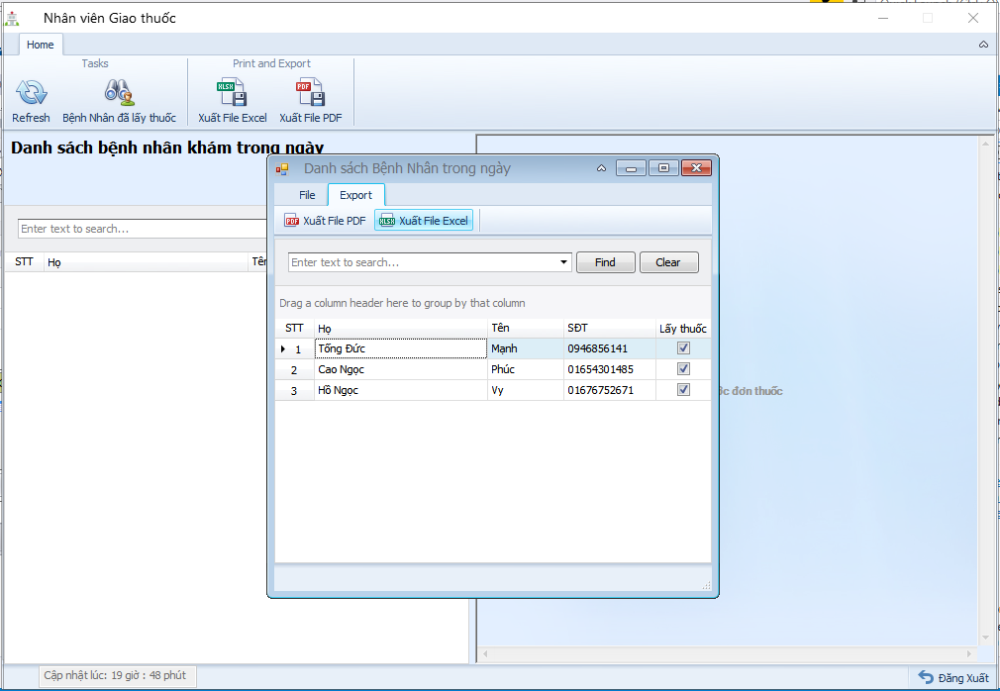 Nhân viên Giao thuốc
Home
Tasks
Print and Export
XLSX
PDF
Refresh
Bệnh Nhân đã lấy thuốc
Xuất File Excel
Xuất File PDF
Danh sách bệnh nhân khám trong ngày
Enter text to search...
STT Họ Tên
Danh sách Bệnh Nhân trong ngày
File Export
PDF Xuất File PDF XLSX Xuất File Excel
Enter text to search... Find Clear
Drag a column header here to group by that column
STT Họ Tên SĐT Lấy thuốc
1 Tống Đức Mạnh 0946856141
2 Cao Ngọc Phúc 01654301485
3 Hồ Ngọc Vy 01676752671
đơn thuốc
Cập nhật lúc: 19 giờ : 48 phút
Đăng Xuất